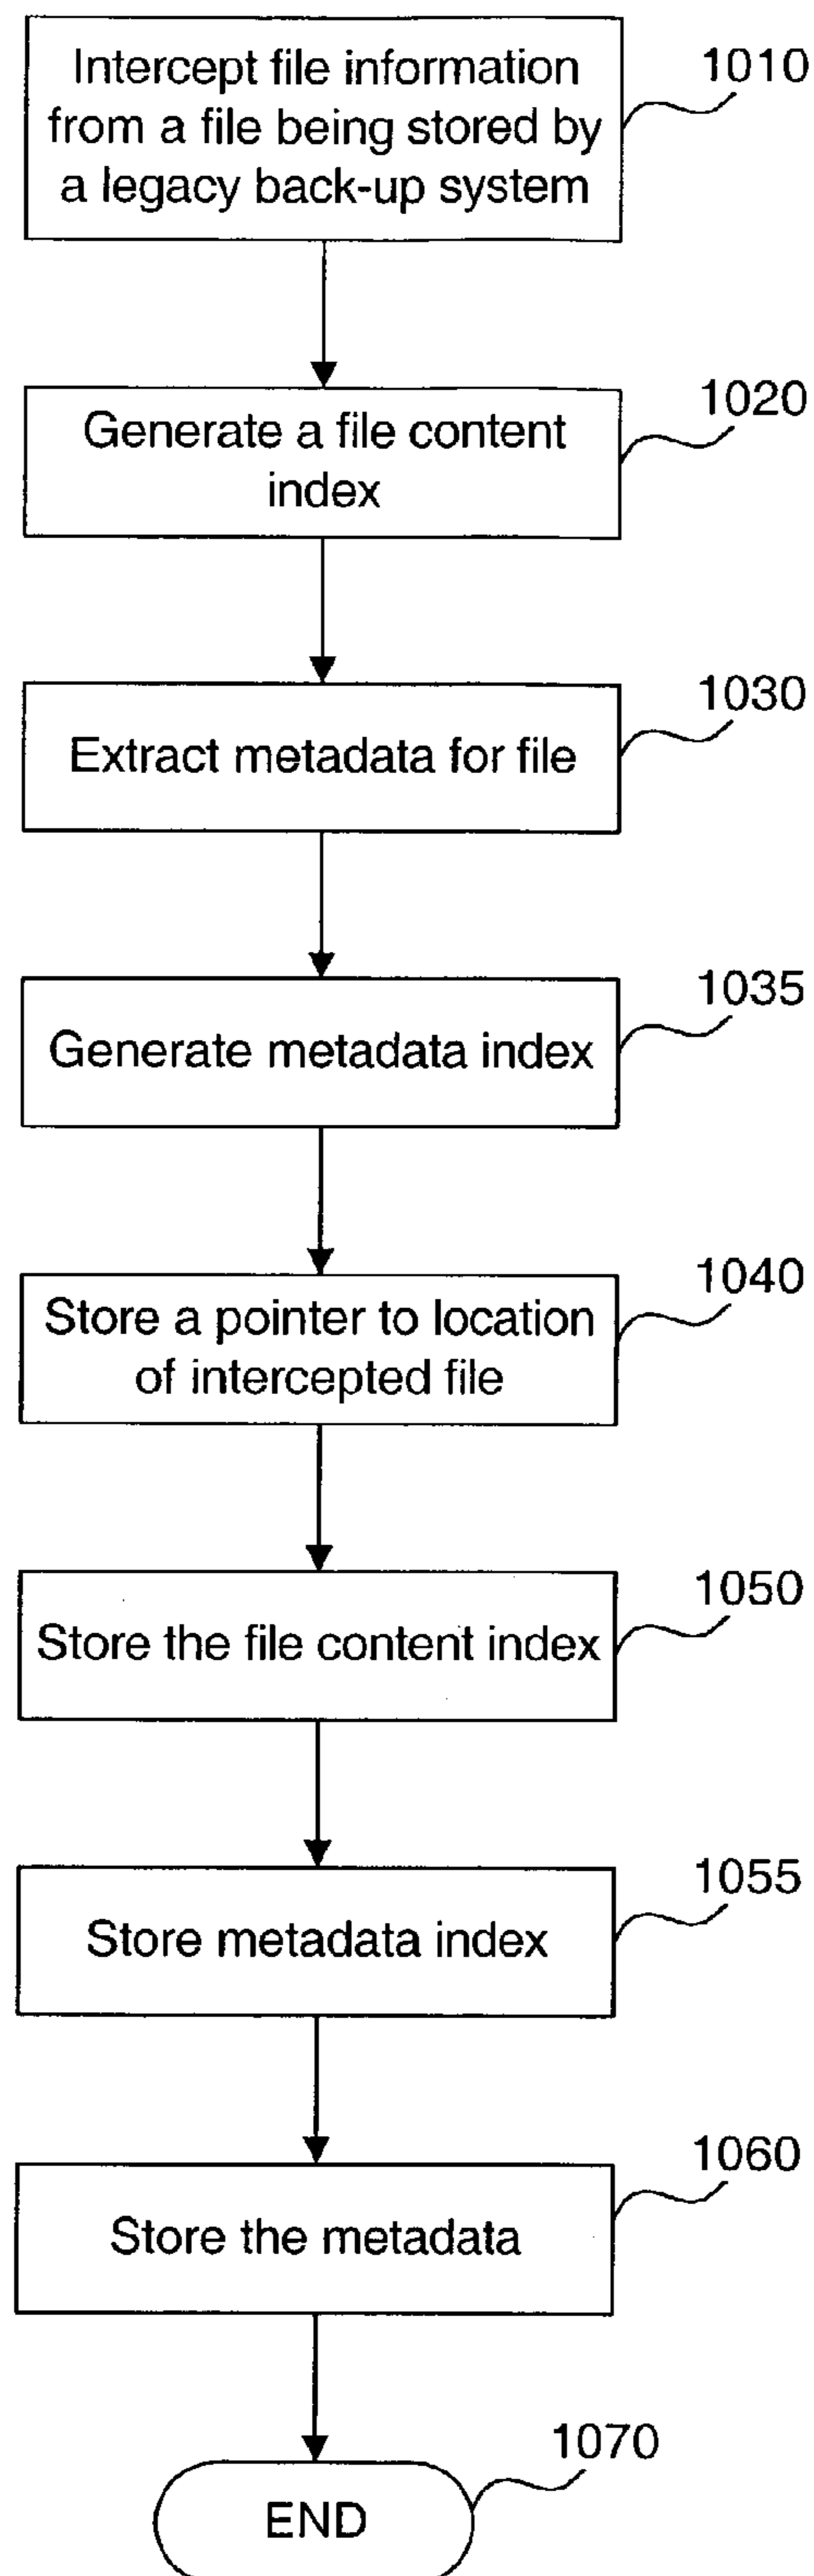 Intercept file information
from a file being stored by
a legacy back-up system
1010
Generate a file content
index
1020
Extract metadata for file
1030
Generate metadata index
1035
Store a pointer to location
of intercepted file
1040
Store the file content index
1050
Store metadata index
1055
Store the metadata
1060
END
1070